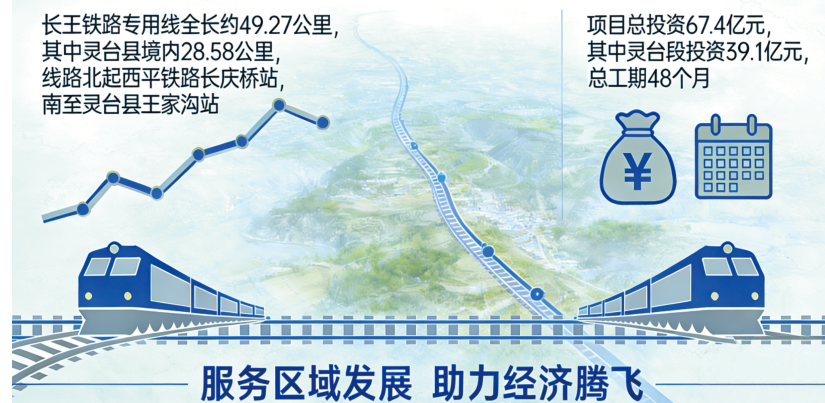 长王铁路专用线全长约49.27公里，
其中灵台县境内28.58公里，
线路北起西平铁路长庆桥站，
南至灵台县王家沟站
项目总投资67.4亿元，
其中灵台段投资39.1亿元，
总工期48个月
¥
服务区域发展 助力经济腾飞